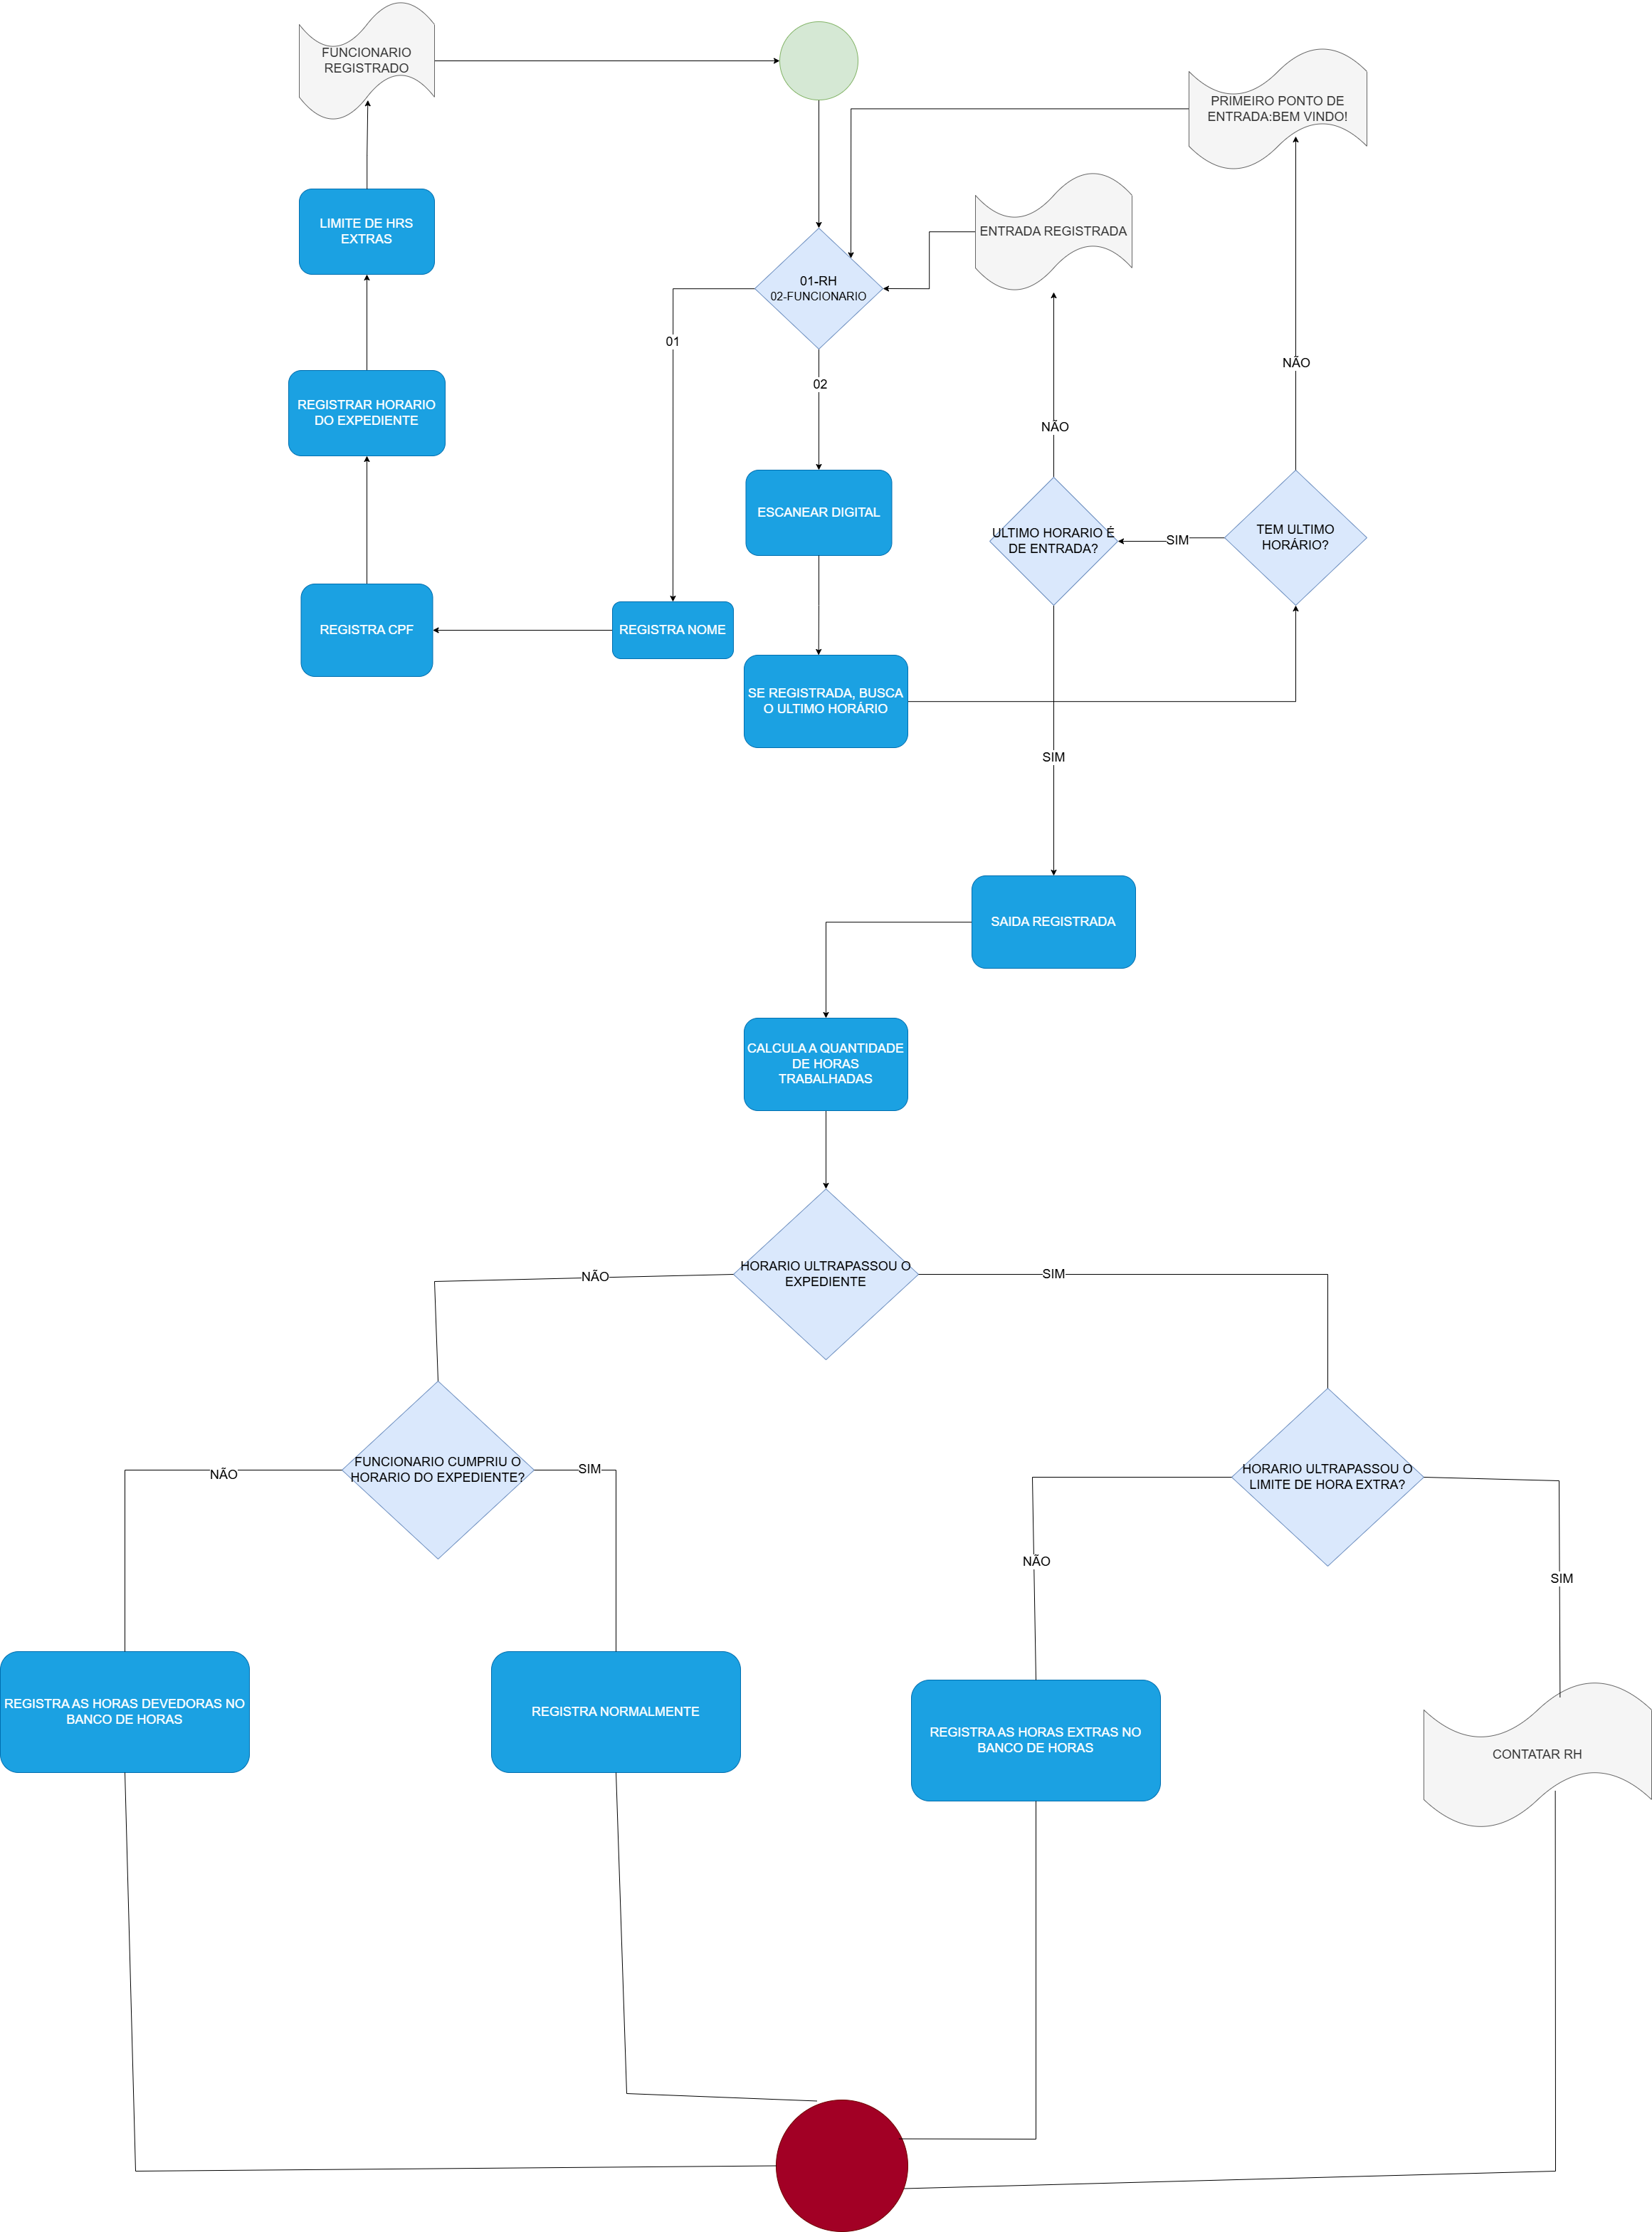 FUNCIONARIO
REGISTRADO
PRIMEIRO PONTO DE
ENTRADA:BEM VINDO!
LIMITE DE HRS
EXTRAS
ENTRADA REGISTRADA
01-RH
02-FUNCIONARIO
01
NÃO
02
REGISTRAR HORARIO
DO EXPEDIENTE
NÃO
ESCANEAR DIGITAL
ULTIMO HORARIO É
DE ENTRADA?
SIM
TEM ULTIMO
HORÁRIO?
REGISTRA CPF
REGISTRA NOME
SE REGISTRADA, BUSCA
O ULTIMO HORÁRIO
SIM
SAIDA REGISTRADA
CALCULA A QUANTIDADE
DE HORAS
TRABALHADAS
NÃO
HORARIO ULTRAPASSOU O
EXPEDIENTE
SIM
NÃO
FUNCIONARIO CUMPRIU O
HORARIO DO EXPEDIENTE?
SIM
HORARIO ULTRAPASSOU O
LIMITE DE HORA EXTRA?
NÃO
SIM
REGISTRA AS HORAS DEVEDORAS NO
BANCO DE HORAS
REGISTRA NORMALMENTE
REGISTRA AS HORAS EXTRAS NO
BANCO DE HORAS
CONTATAR RH